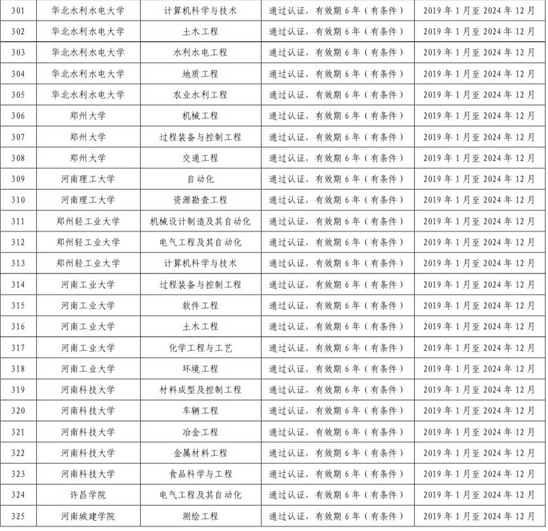 301 华北水利水电大学 计算机科学与技术 通过认证，有效期 6 年（有条件） 2019 年 1 月至 2024 年 12 月
302 华北水利水电大学 土木工程 通过认证，有效期 6 年（有条件） 2019 年 1 月至 2024 年 12 月
303 华北水利水电大学 水利水电工程 通过认证，有效期 6 年（有条件） 2019 年 1 月至 2024 年 12 月
304 华北水利水电大学 地质工程 通过认证，有效期 6 年（有条件） 2019 年 1 月至 2024 年 12 月
305 华北水利水电大学 农业水利工程 通过认证，有效期 6 年（有条件） 2019 年 1 月至 2024 年 12 月
306 郑州大学 机械工程 通过认证，有效期 6 年（有条件） 2019 年 1 月至 2024 年 12 月
307 郑州大学 过程装备与控制工程 通过认证，有效期 6 年（有条件） 2019 年 1 月至 2024 年 12 月
308 郑州大学 交通工程 通过认证，有效期 6 年（有条件） 2019 年 1 月至 2024 年 12 月
309 河南理工大学 自动化 通过认证，有效期 6 年（有条件） 2019 年 1 月至 2024 年 12 月
310 河南理工大学 资源勘查工程 通过认证，有效期 6 年（有条件） 2019 年 1 月至 2024 年 12 月
311 郑州轻工业大学 机械设计制造及其自动化 通过认证，有效期 6 年（有条件） 2019 年 1 月至 2024 年 12 月
312 郑州轻工业大学 电气工程及其自动化 通过认证，有效期 6 年（有条件） 2019 年 1 月至 2024 年 12 月
313 郑州轻工业大学 计算机科学与技术 通过认证，有效期 6 年（有条件） 2019 年 1 月至 2024 年 12 月
314 河南工业大学 过程装备与控制工程 通过认证，有效期 6 年（有条件） 2019 年 1 月至 2024 年 12 月
315 河南工业大学 软件工程 通过认证，有效期 6 年（有条件） 2019 年 1 月至 2024 年 12 月
316 河南工业大学 土木工程 通过认证，有效期 6 年（有条件） 2019 年 1 月至 2024 年 12 月
317 河南工业大学 化学工程与工艺 通过认证，有效期 6 年（有条件） 2019 年 1 月至 2024 年 12 月
318 河南工业大学 环境工程 通过认证，有效期 6 年（有条件） 2019 年 1 月至 2024 年 12 月
319 河南科技大学 材料成型及控制工程 通过认证，有效期 6 年（有条件） 2019 年 1 月至 2024 年 12 月
320 河南科技大学 车辆工程 通过认证，有效期 6 年（有条件） 2019 年 1 月至 2024 年 12 月
321 河南科技大学 冶金工程 通过认证，有效期 6 年（有条件） 2019 年 1 月至 2024 年 12 月
322 河南科技大学 金属材料工程 通过认证，有效期 6 年（有条件） 2019 年 1 月至 2024 年 12 月
323 河南科技大学 食品科学与工程 通过认证，有效期 6 年（有条件） 2019 年 1 月至 2024 年 12 月
324 许昌学院 电气工程及其自动化 通过认证，有效期 6 年（有条件） 2019 年 1 月至 2024 年 12 月
325 河南城建学院 测绘工程 通过认证，有效期 6 年（有条件） 2019 年 1 月至 2024 年 12 月